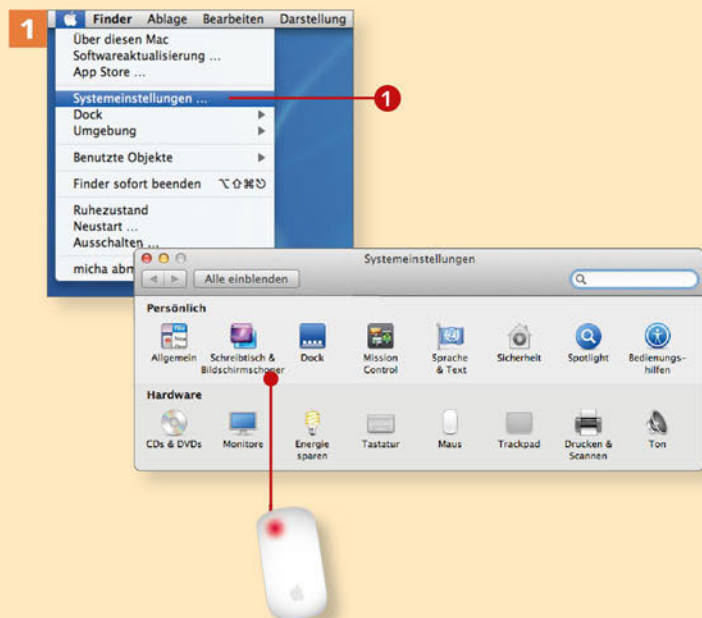 1
Finder Ablage Bearbeiten Darstellung
Über diesen Mac
Softwareaktualisierung ...
App Store ...
Systemeinstellungen ...
1
Dock
Umgebung
Benutzte Objekte
Finder sofort beenden ⌥⇧⌘⎋
Ruhezustand
Neustart ...
Ausschalten ...
micha
Systemeinstellungen
Alle einblenden
Persönlich
Allgemein
Schreibtisch &
Bildschirmschoner
Dock
Mission
Control
Sprache
& Text
Sicherheit
Spotlight
Bedienungs-
hilfen
Hardware
CDs & DVDs
Monitore
Energie
sparen
Tastatur
Maus
Trackpad
Drucken &
Scannen
Ton